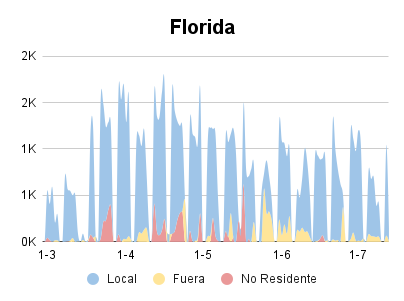 Florida
2K
2K
1K
1K
0K
1-3 1-4 1-5 1-6 1-7
Local Fuera No Residente